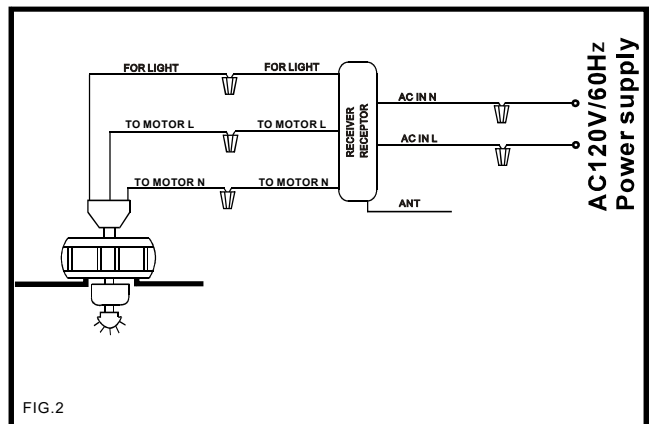 FOR LIGHT FOR LIGHT
TO MOTOR L TO MOTOR L
TO MOTOR N TO MOTOR N
RECEIVER
RECEPTOR
AC IN N
AC IN L
ANT
AC120V/60Hz
Power supply
FIG.2